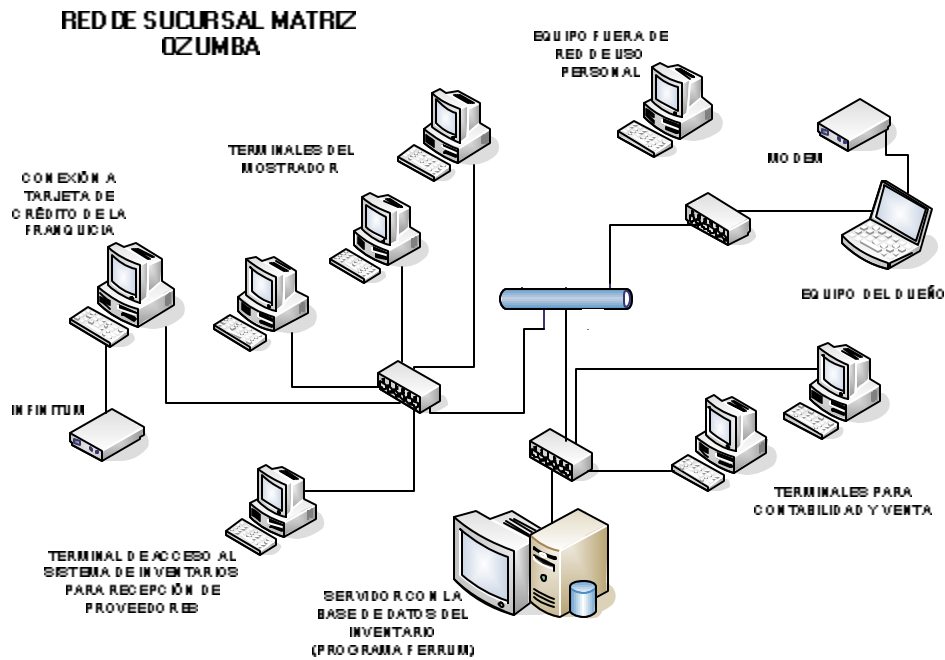 RED DE SUCURSAL MATRIZ
OZUMBA
EQUIPO FUERA DE
RED DE USO
PERSONAL
MODEM
TERMINALES DEL
MOSTRADOR
CONEXIÓN A
TARJETA DE
CRÉDITO DE LA
FRANQUICIA
EQUIPO DEL DUEÑO
INFINITUM
TERMINALES PARA
CONTABILIDAD Y VENTA
TERMINAL DE ACCESO AL
SISTEMA DE INVENTARIOS
PARA RECEPCIÓN DE
PROVEEDORES
SERVIDOR CON LA
BASE DE DATOS DEL
INVENTARIO
(PROGRAMA FERRUM)